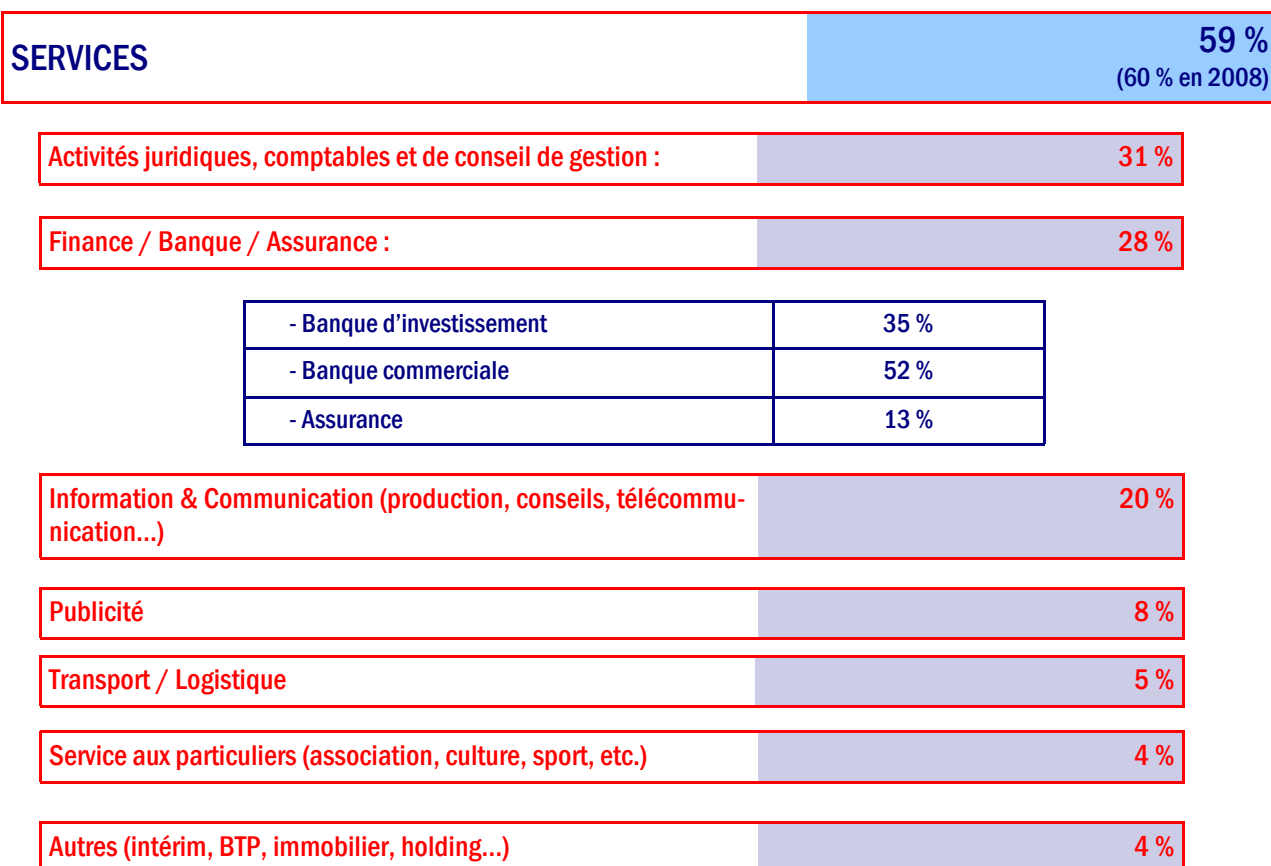 SERVICES 59 %
(60 % en 2008)
Activités juridiques, comptables et de conseil de gestion : 31 %
Finance / Banque / Assurance : 28 %
- Banque d’investissement 35 %
- Banque commerciale 52 %
- Assurance 13 %
Information & Communication (production, conseils, télécommu- 20 %
nication...)
Publicité 8 %
Transport / Logistique 5 %
Service aux particuliers (association, culture, sport, etc.) 4 %
Autres (intérim, BTP, immobilier, holding...) 4 %